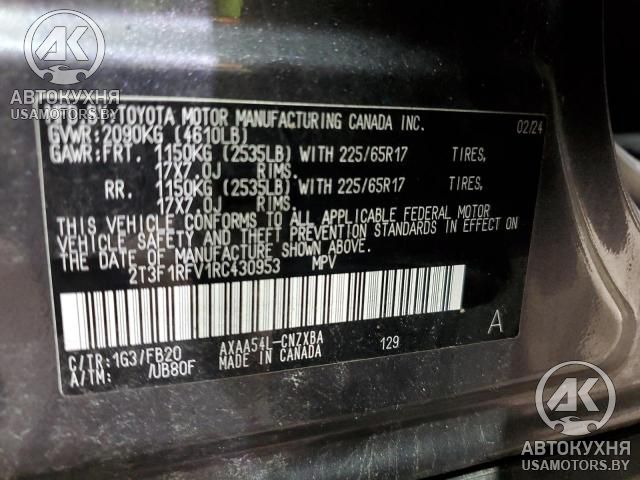 AK
АВТОКУХНЯ
USAMOTORS.BY
TOYOTA MOTOR MANUFACTURING CANADA INC.
02/24
GVWR:2090KG (4610LB)
GAWR:FRT. 1150KG (2535LB) WITH 225/65R17 TIRES,
17X7.0J RIMS.
RR. 1150KG (2535LB) WITH 225/65R17 TIRES,
17X7.0J RIMS.
THIS VEHICLE CONFORMS TO ALL APPLICABLE FEDERAL MOTOR
VEHICLE SAFETY AND THEFT PREVENTION STANDARDS IN EFFECT ON
THE DATE OF MANUFACTURE SHOWN ABOVE.
2T3F1RFV1RC430953 MPV
A
C/TR:1G3/FB20 AXAA54L-CNZXBA 129
A/TM: /UB80F MADE IN CANADA
AK
АВТОКУХНЯ
USAMOTORS.BY